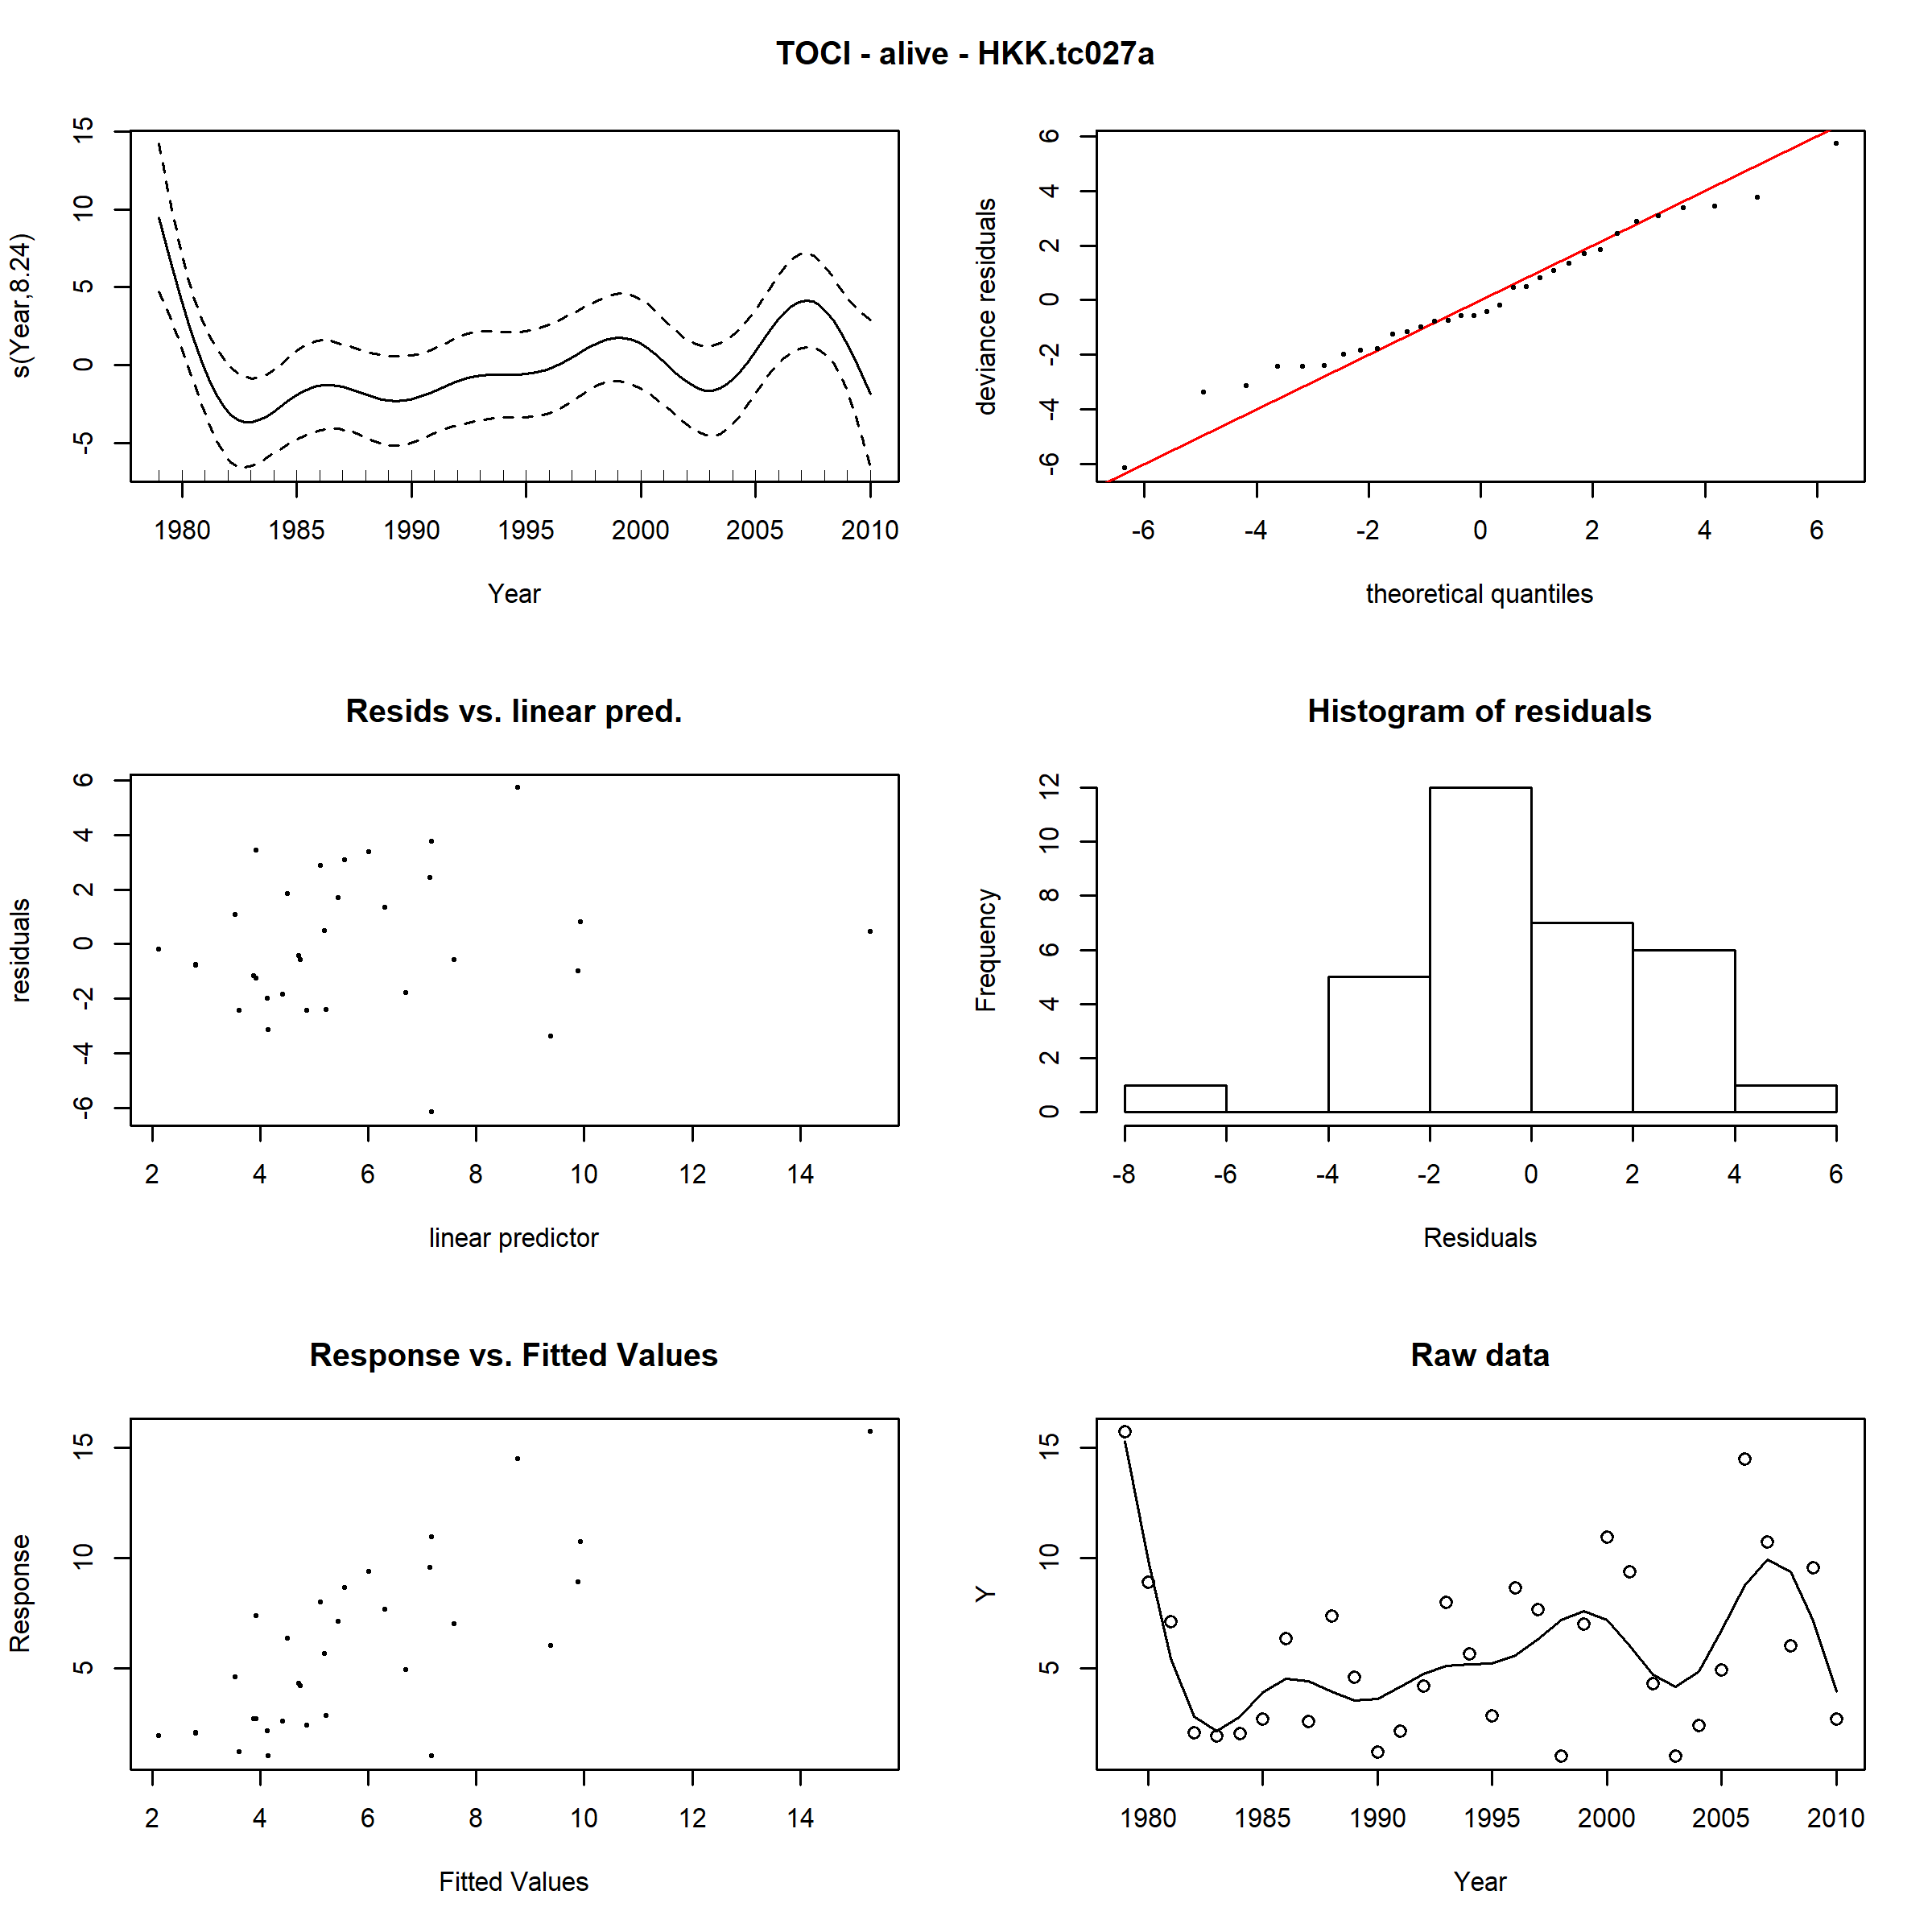 TOCI - alive - HKK.tc027a
s(Year,8.24)
-5 0 5 10 15
1980 1985 1990 1995 2000 2005 2010
Year
deviance residuals
-6 -4 -2 0 2 4 6
-6 -4 -2 0 2 4 6
theoretical quantiles
Resids vs. linear pred.
residuals
-6 -4 -2 0 2 4 6
2 4 6 8 10 12 14
linear predictor
Histogram of residuals
Frequency
0 2 4 6 8 10 12
-8 -6 -4 -2 0 2 4 6
Residuals
Response vs. Fitted Values
Response
5 10 15
2 4 6 8 10 12 14
Fitted Values
Raw data
Y
5 10 15
1980 1985 1990 1995 2000 2005 2010
Year